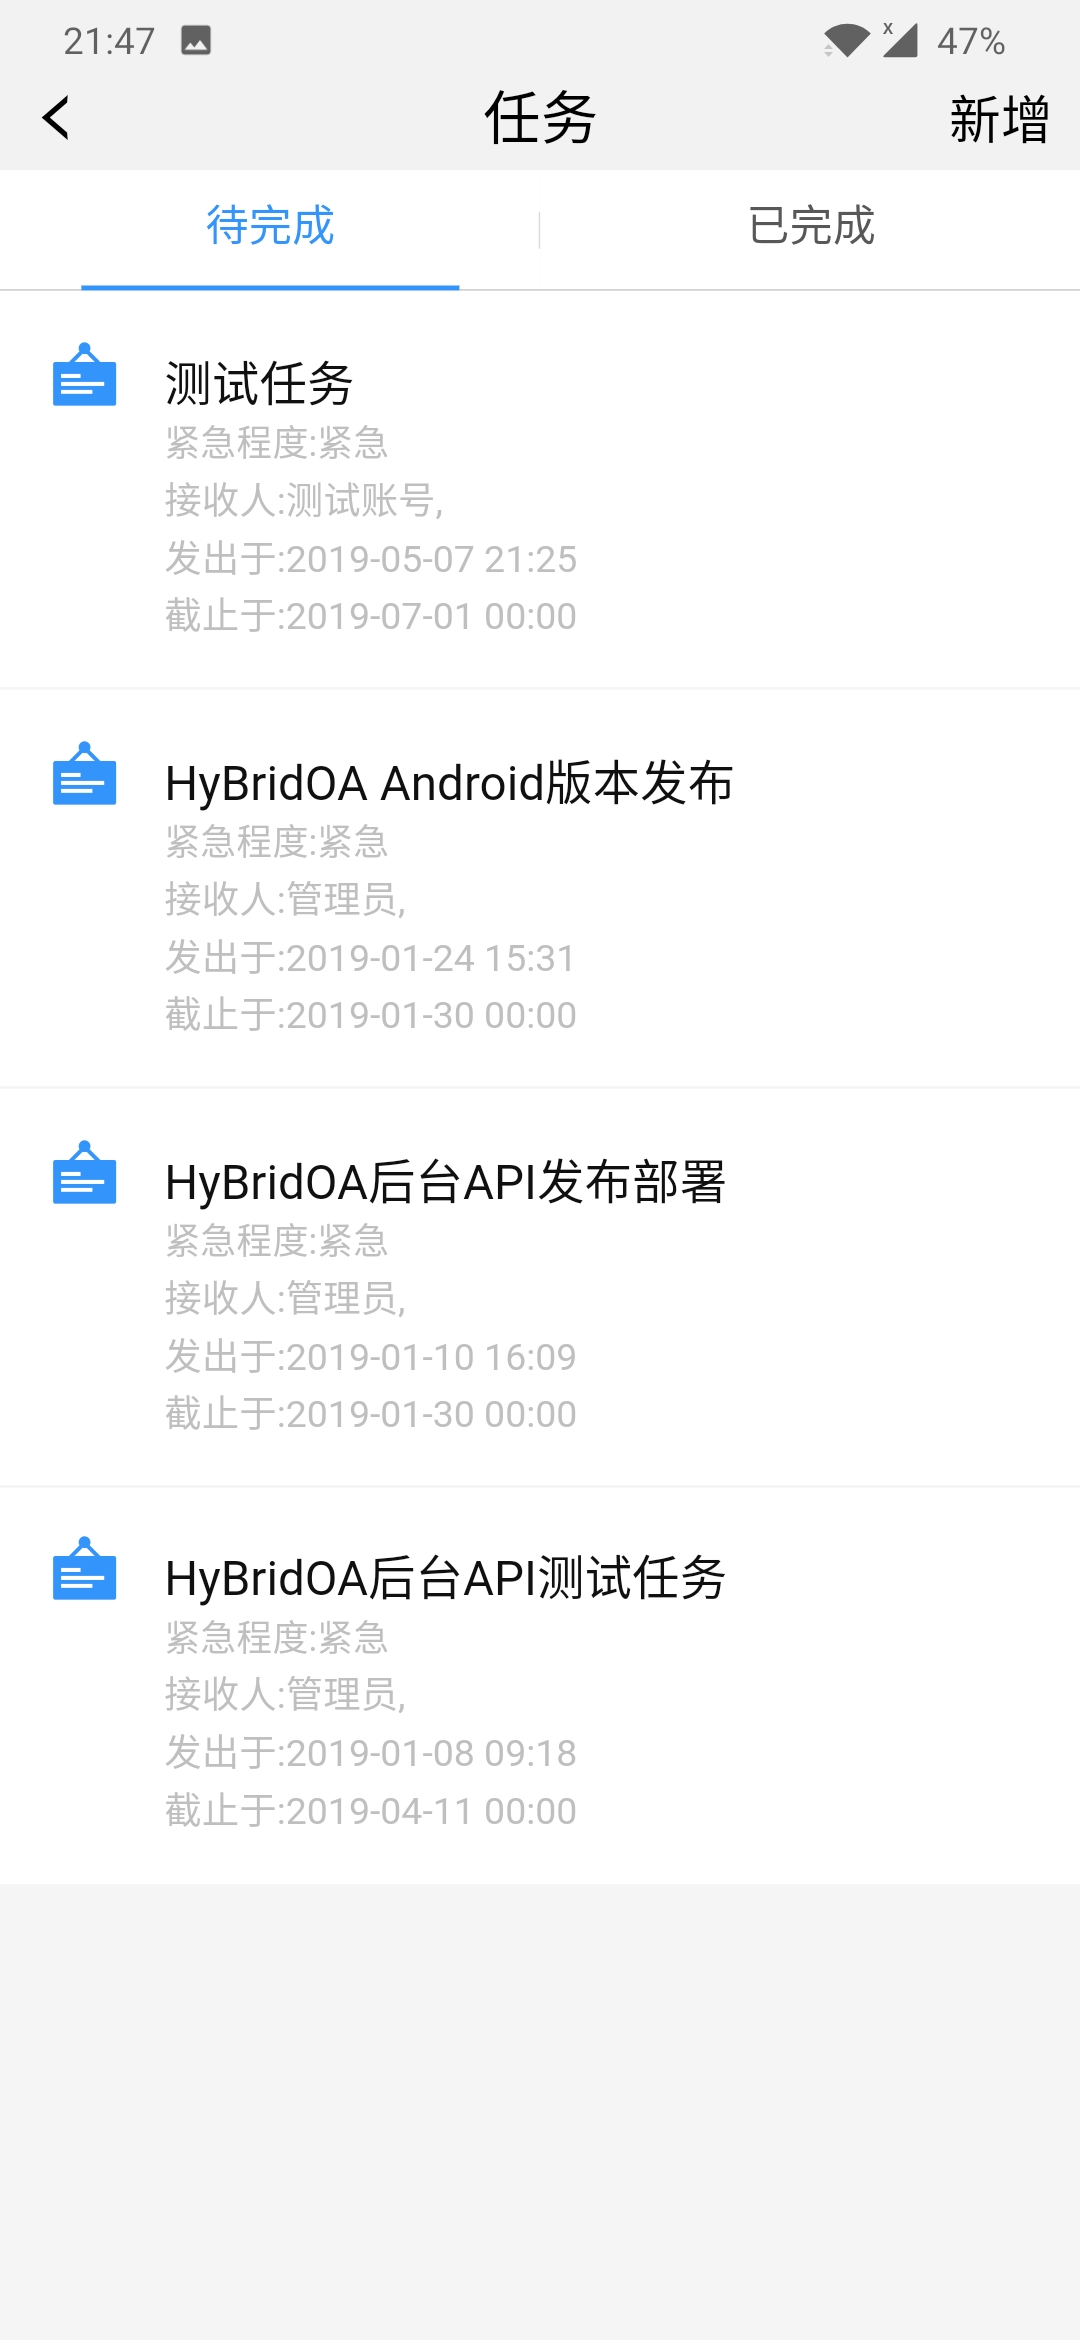 21:47
x
47%
任务
新增
待完成
已完成
测试任务
紧急程度:紧急
接收人:测试账号,
发出于:2019-05-07 21:25
截止于:2019-07-01 00:00
HyBridOA Android版本发布
紧急程度:紧急
接收人:管理员,
发出于:2019-01-24 15:31
截止于:2019-01-30 00:00
HyBridOA后台API发布部署
紧急程度:紧急
接收人:管理员,
发出于:2019-01-10 16:09
截止于:2019-01-30 00:00
HyBridOA后台API测试任务
紧急程度:紧急
接收人:管理员,
发出于:2019-01-08 09:18
截止于:2019-04-11 00:00